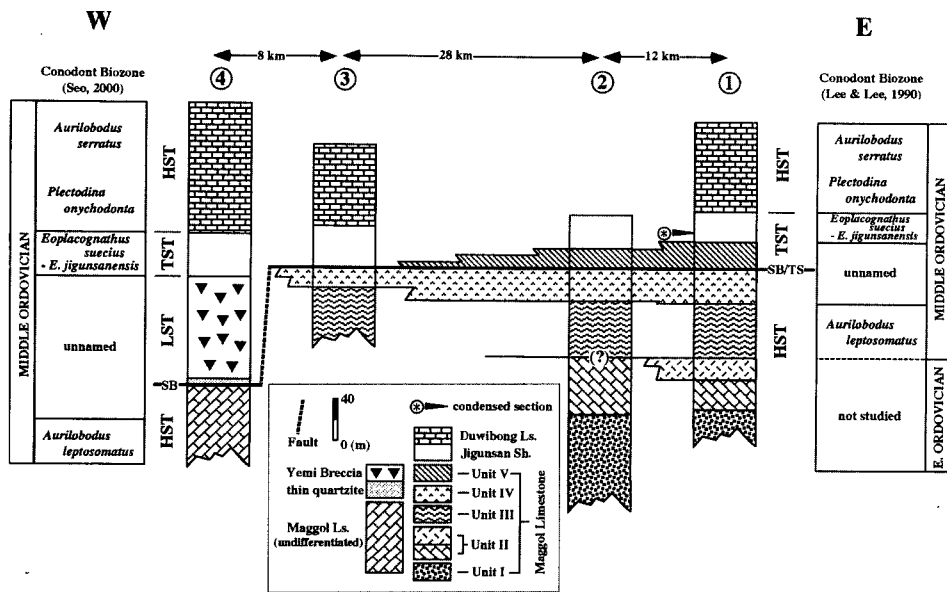 W
E
8 km
28 km
12 km
Conodont Biozone
(Seo, 2000)
④
③
②
①
Conodont Biozone
(Lee & Lee, 1990)
MIDDLE ORDOVICIAN
Aurilobodus
serratus
Plectodina
onychodonta
Eoplacognathus
suecius
- E. jigunsanensis
unnamed
Aurilobodus
leptosomatus
HST
TST
LST
SB
HST
Fault
40
0 (m)
(?)
condensed section
Duwibong Ls.
Jigunsan Sh.
Yemi Breccia
thin quartzite
Maggol Ls.
(undifferentiated)
Unit V
Unit IV
Unit III
Unit II
Unit I
Maggol Limestone
HST
TST
SB/TS
HST
Aurilobodus
serratus
Plectodina
onychodonta
Eoplacognathus
suecius
- E. jigunsanensis
unnamed
Aurilobodus
leptosomatus
not studied
MIDDLE ORDOVICIAN
E. ORDOVICIAN